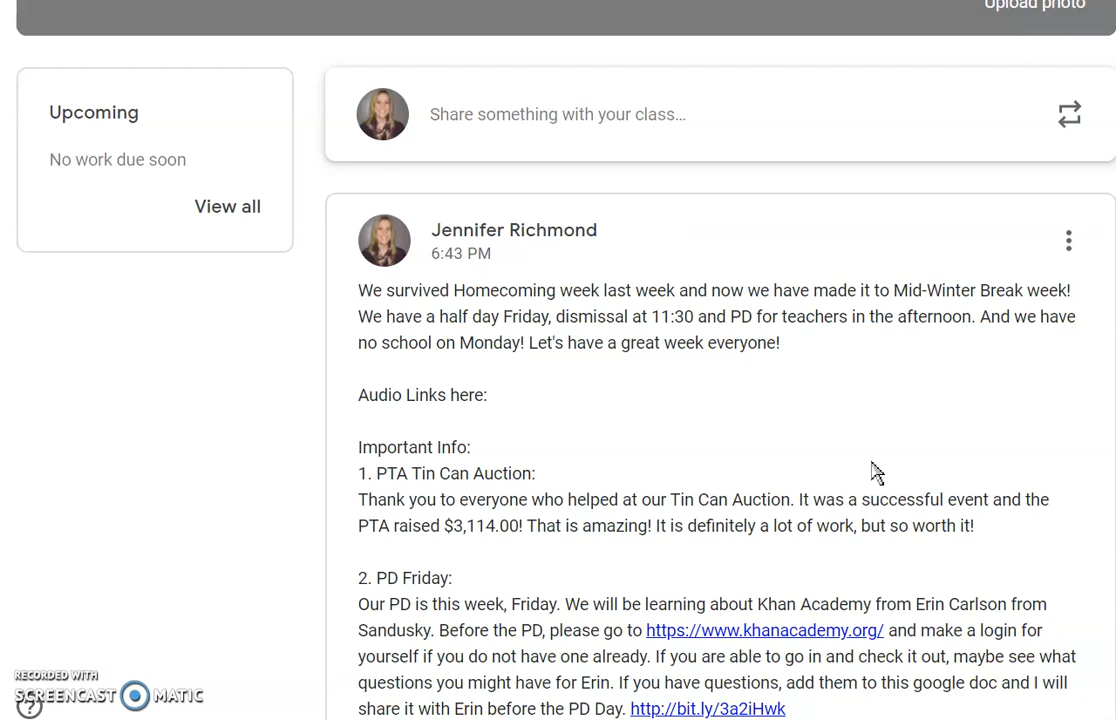 Upload photo
Upcoming
No work due soon
View all
Share something with your class...
Jennifer Richmond
6:43 PM
We survived Homecoming week last week and now we have made it to Mid-Winter Break week!
We have a half day Friday, dismissal at 11:30 and PD for teachers in the afternoon. And we have
no school on Monday! Let's have a great week everyone!
Audio Links here:
Important Info:
1. PTA Tin Can Auction:
Thank you to everyone who helped at our Tin Can Auction. It was a successful event and the
PTA raised $3,114.00! That is amazing! It is definitely a lot of work, but so worth it!
2. PD Friday:
Our PD is this week, Friday. We will be learning about Khan Academy from Erin Carlson from
Sandusky. Before the PD, please go to https://www.khanacademy.org/ and make a login for
yourself if you do not have one already. If you are able to go in and check it out, maybe see what
questions you might have for Erin. If you have questions, add them to this google doc and I will
share it with Erin before the PD Day. http://bit.ly/3a2iHwk
RECORDED WITH
SCREENCAST MATIC
?